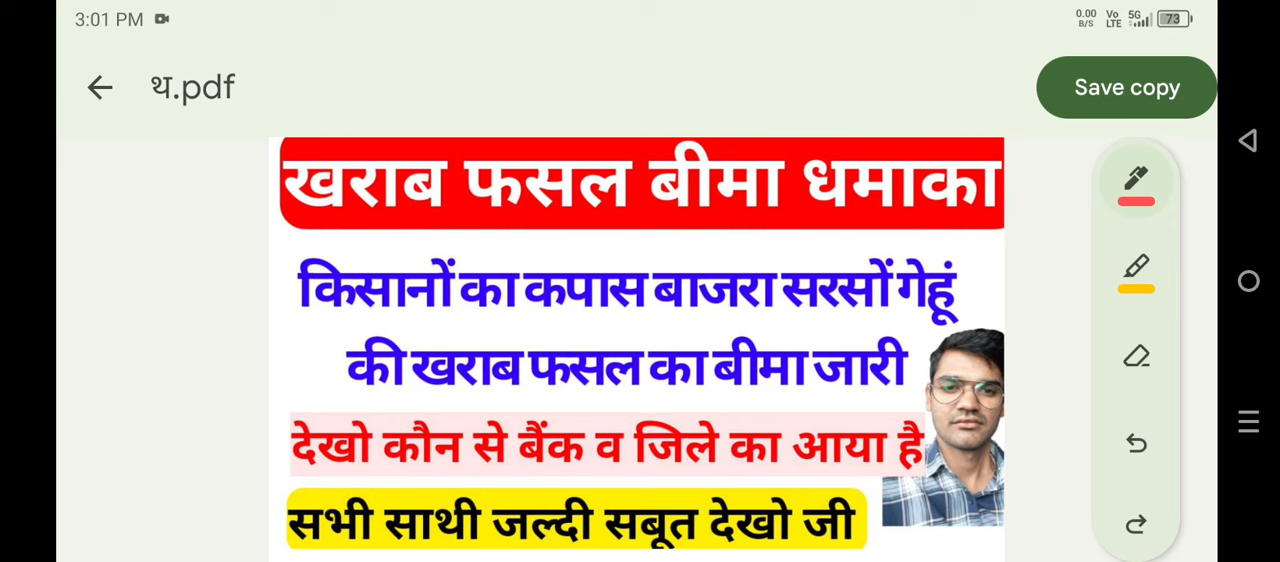 3:01 PM
0.00 B/S Vo LTE 5G 73
थ.pdf
Save copy
खराब फसल बीमा धमाका
किसानों का कपास बाजरा सरसों गेहूं
की खराब फसल का बीमा जारी
देखो कौन से बैंक व जिले का आया है
सभी साथी जल्दी सबूत देखो जी